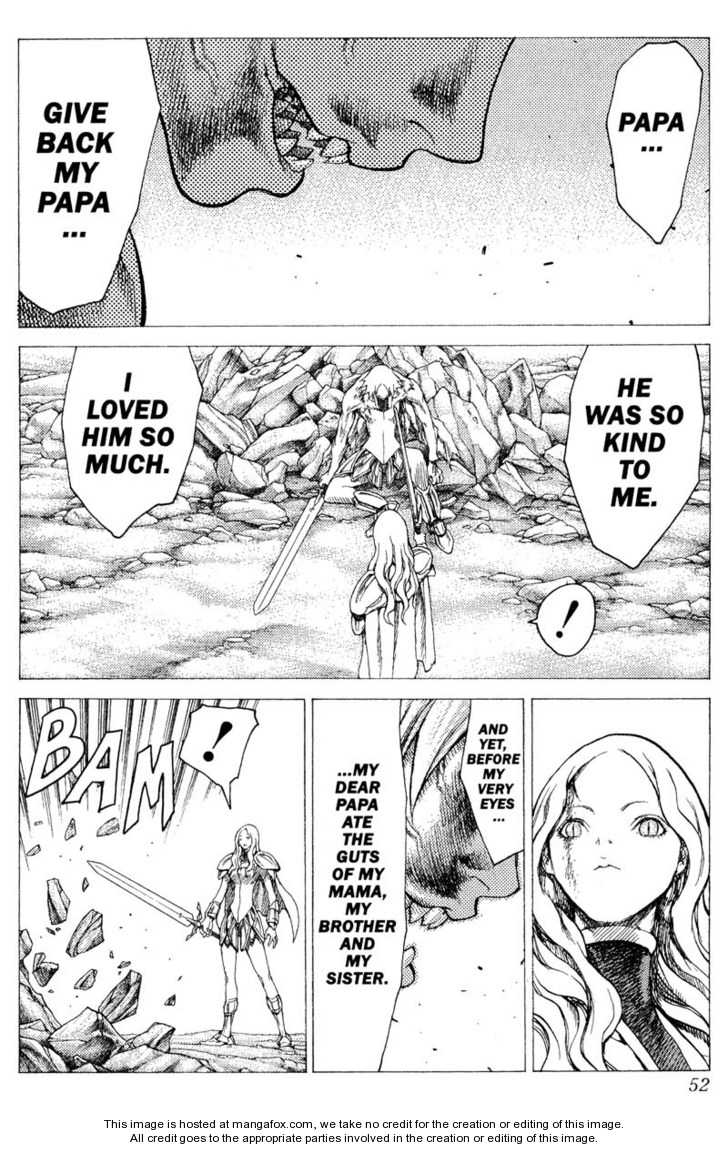 PAPA
...
GIVE
BACK
MY
PAPA
...
HE
WAS SO
KIND
TO
ME.
I
LOVED
HIM SO
MUCH.
!
AND
YET,
BEFORE
MY
VERY
EYES
...
...MY
DEAR
PAPA
ATE
THE
GUTS
OF MY
MAMA,
MY
BROTHER
AND
MY
SISTER.
!
BAM
52
This image is hosted at mangafox.com, we take no credit for the creation or editing of this image.
All credit goes to the appropriate parties involved in the creation or editing of this image.